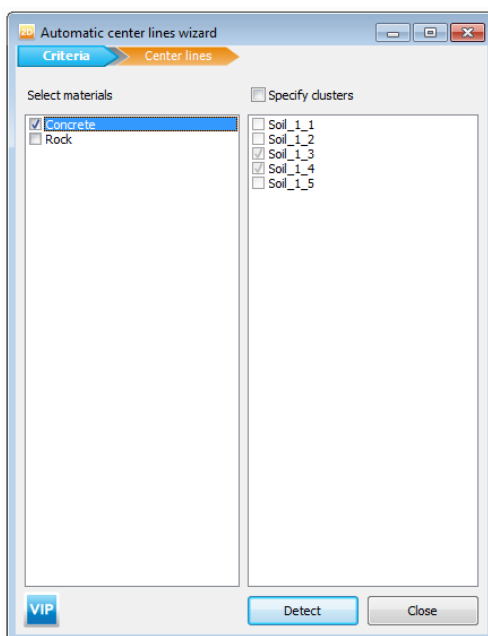 2D Automatic center lines wizard
Criteria Center lines
Select materials Specify clusters
Concrete
Rock
Soil_1_1
Soil_1_2
Soil_1_3
Soil_1_4
Soil_1_5
VIP Detect Close